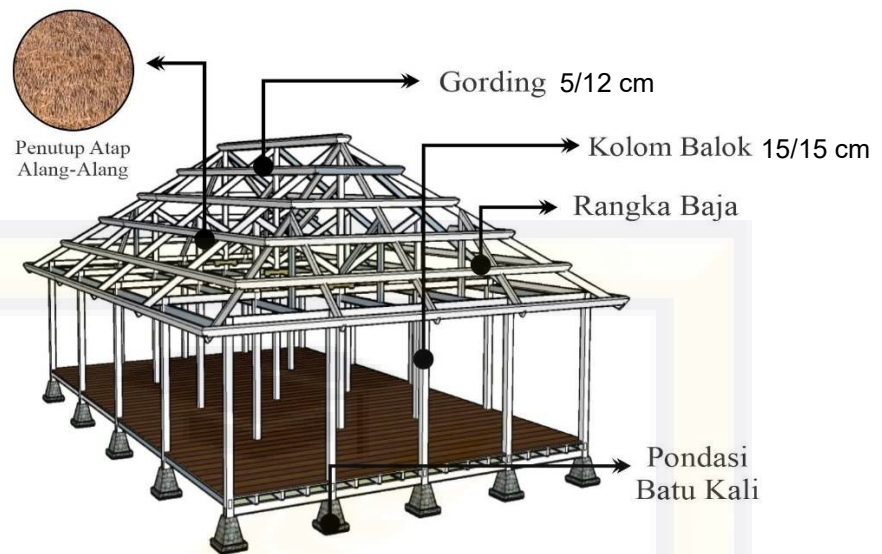 Gording 5/12 cm
Penutup Atap
Alang-Alang
Kolom Balok 15/15 cm
Rangka Baja
Pondasi
Batu Kali